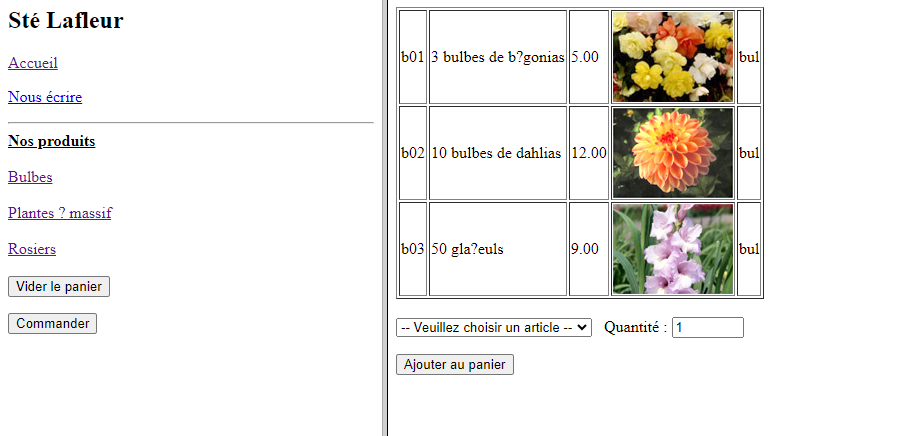 Sté Lafleur
Accueil
Nous écrire
Nos produits
Bulbes
Plantes ? massif
Rosiers
Vider le panier
Commander
b01 3 bulbes de b?gonias 5.00 bul
b02 10 bulbes de dahlias 12.00 bul
b03 50 gla?euls 9.00 bul
-- Veuillez choisir un article -- Quantité : 1
Ajouter au panier